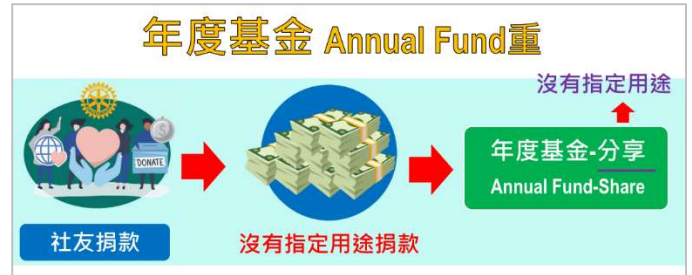 年度基金 Annual Fund重
沒有指定用途
DONATE
$
年度基金-分享
Annual Fund-Share
社友捐款
沒有指定用途捐款